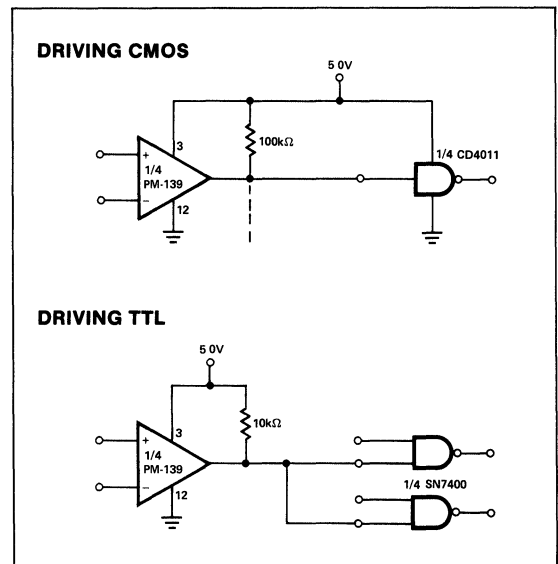 DRIVING CMOS
5 0V
3
100kΩ
1/4 CD4011
+
1/4
PM-139
−
12
DRIVING TTL
5 0V
3
10kΩ
+
1/4
PM-139
−
12
1/4 SN7400